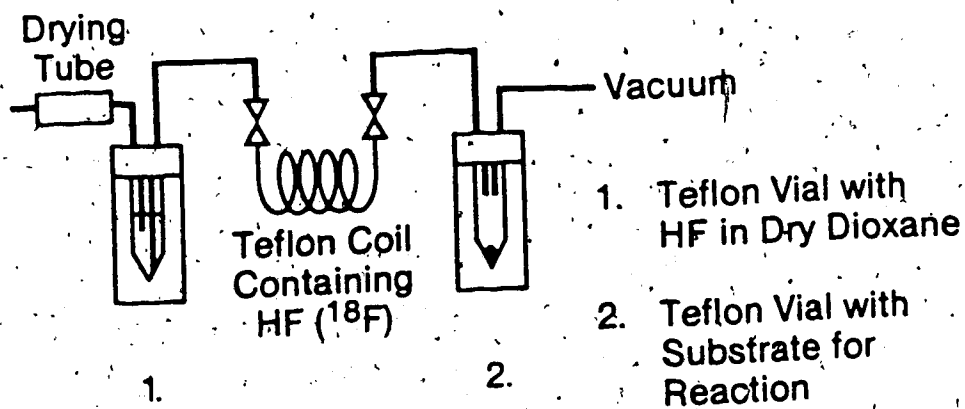 Drying
Tube
Vacuum
Teflon Coil
Containing
HF (¹⁸F)
1. Teflon Vial with
HF in Dry Dioxane
2. Teflon Vial with
Substrate for
Reaction
1.
2.